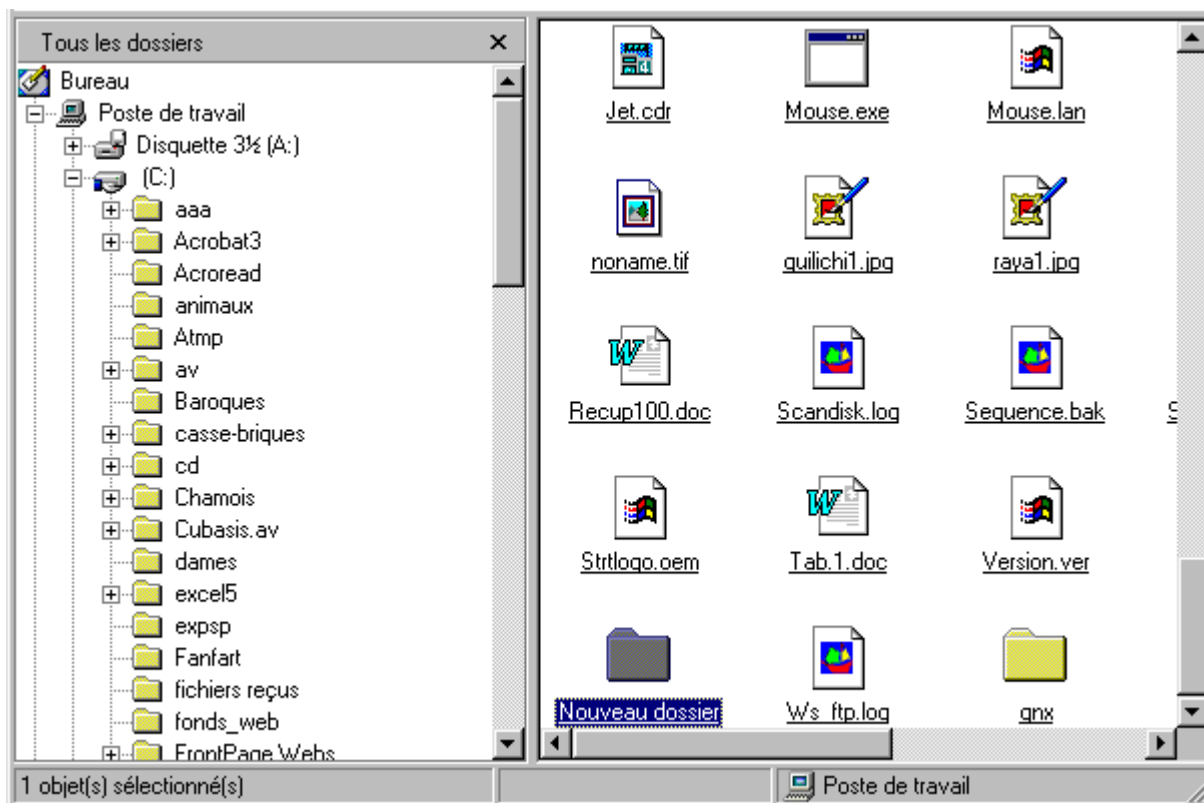 Tous les dossiers
Bureau
Poste de travail
Disquette 3½ (A:)
(C:)
aaa
Acrobat3
Acroread
animaux
Atmp
av
Baroques
casse-briques
cd
Chamois
Cubasis.av
dames
excel5
expsp
Fanfart
fichiers reçus
fonds_web
FrontPage Webs
Jet.cdr
Mouse.exe
Mouse.lan
noname.tif
quilichi1.jpg
raya1.jpg
Recup100.doc
Scandisk.log
Sequence.bak
Strtlogo.oem
Tab.1.doc
Version.ver
Nouveau dossier
Ws_ftp.log
gnx
1 objet(s) sélectionné(s)
Poste de travail